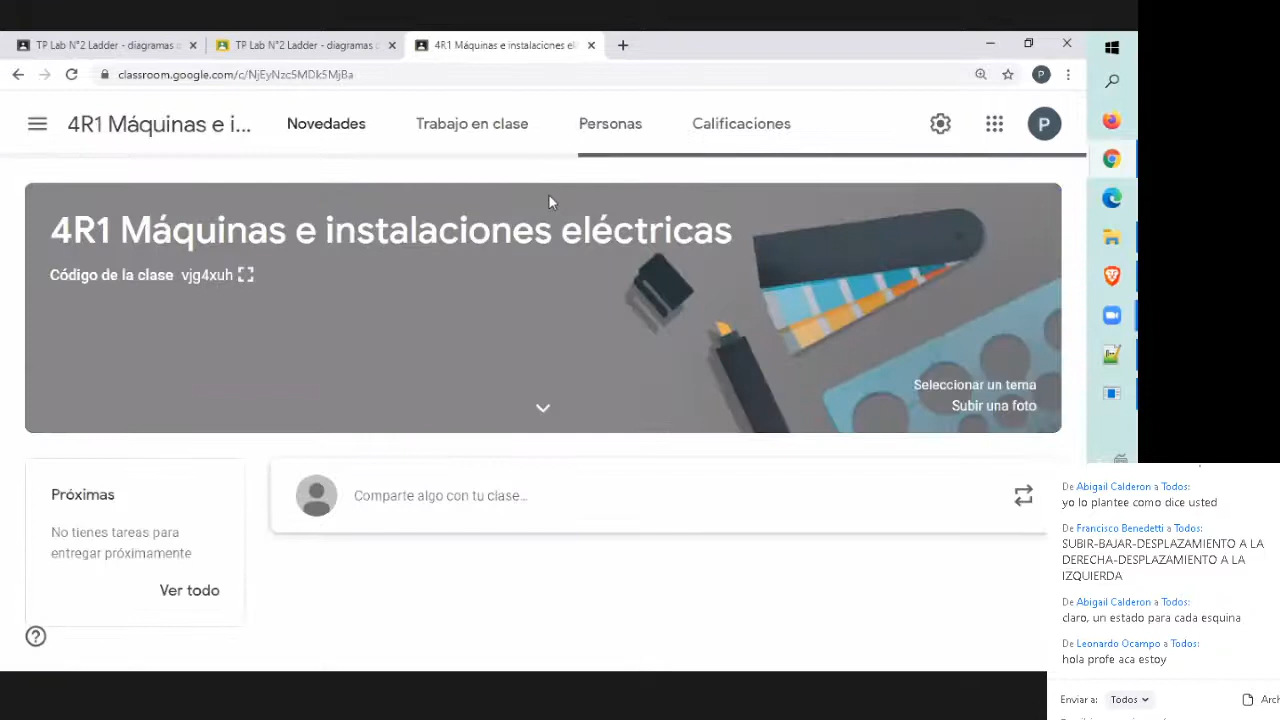 TP Lab N°2 Ladder - diagramas
TP Lab N°2 Ladder - diagramas
4R1 Máquinas e instalaciones el
classroom.google.com/c/NjEyNzc5MDk5MjBa
P
4R1 Máquinas e i...
Novedades
Trabajo en clase
Personas
Calificaciones
P
4R1 Máquinas e instalaciones eléctricas
Código de la clase vjg4xuh
Seleccionar un tema
Subir una foto
Próximas
No tienes tareas para
entregar próximamente
Ver todo
Comparte algo con tu clase...
De Abigail Calderon a Todos:
yo lo plantee como dice usted
De Francisco Benedetti a Todos:
SUBIR-BAJAR-DESPLAZAMIENTO A LA
DERECHA-DESPLAZAMIENTO A LA
IZQUIERDA
De Abigail Calderon a Todos:
claro, un estado para cada esquina
De Leonardo Ocampo a Todos:
hola profe aca estoy
Enviar a: Todos
Arch